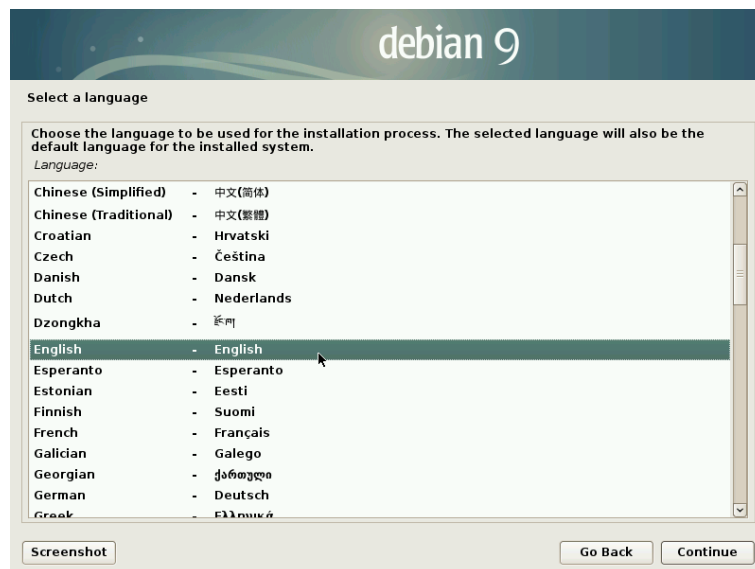 debian 9
Select a language
Choose the language to be used for the installation process. The selected language will also be the
default language for the installed system.
Language:
Chinese (Simplified) - 中文(简体)
Chinese (Traditional) - 中文(繁體)
Croatian - Hrvatski
Czech - Čeština
Danish - Dansk
Dutch - Nederlands
Dzongkha - རྫོང་ཁ།
English - English
Esperanto - Esperanto
Estonian - Eesti
Finnish - Suomi
French - Français
Galician - Galego
Georgian - ქართული
German - Deutsch
Greek - Ελληνικά
Screenshot Go Back Continue